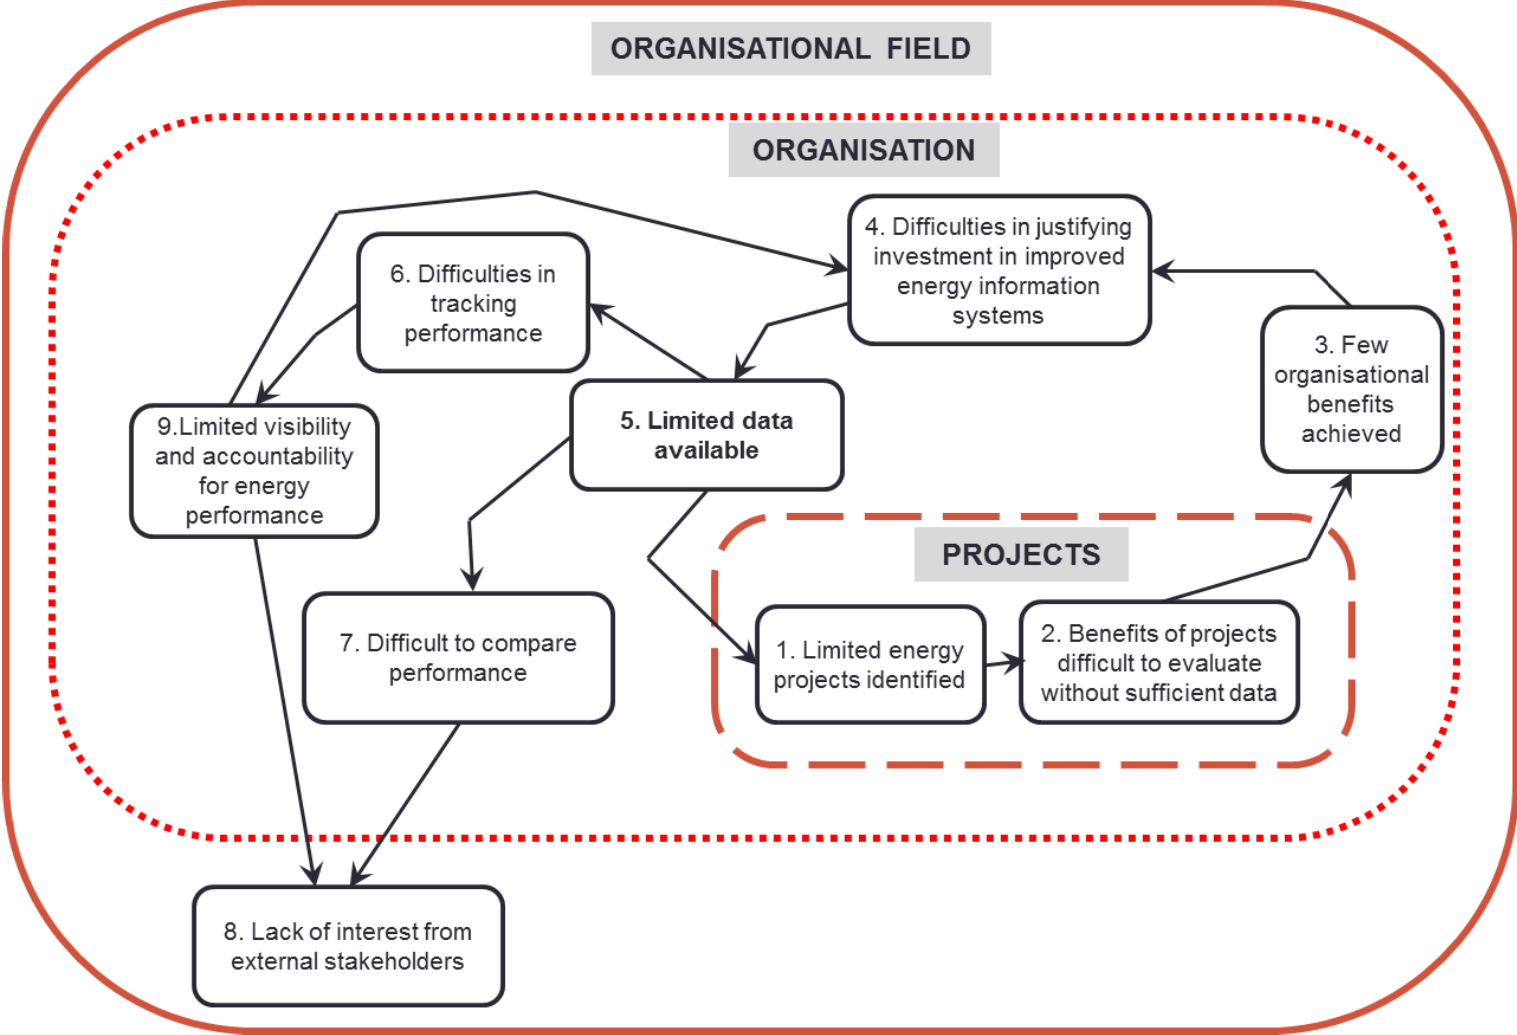 ORGANISATIONAL FIELD
ORGANISATION
4. Difficulties in justifying
investment in improved
energy information
systems
6. Difficulties in
tracking
performance
3. Few
organisational
benefits
achieved
5. Limited data
available
9.Limited visibility
and accountability
for energy
performance
PROJECTS
7. Difficult to compare
performance
1. Limited energy
projects identified
2. Benefits of projects
difficult to evaluate
without sufficient data
8. Lack of interest from
external stakeholders